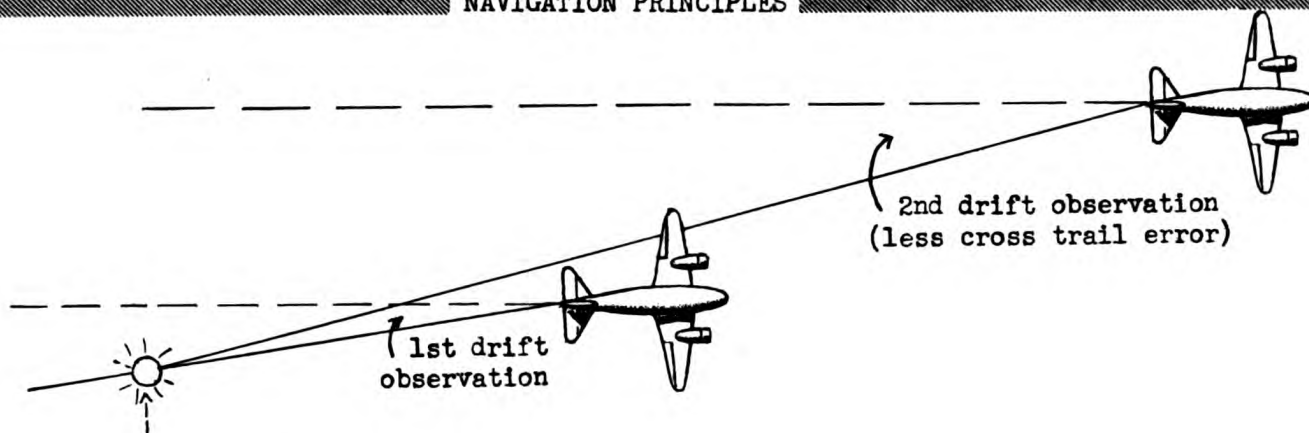 NAVIGATION PRINCIPLES
2nd drift observation
(less cross trail error)
1st drift
observation